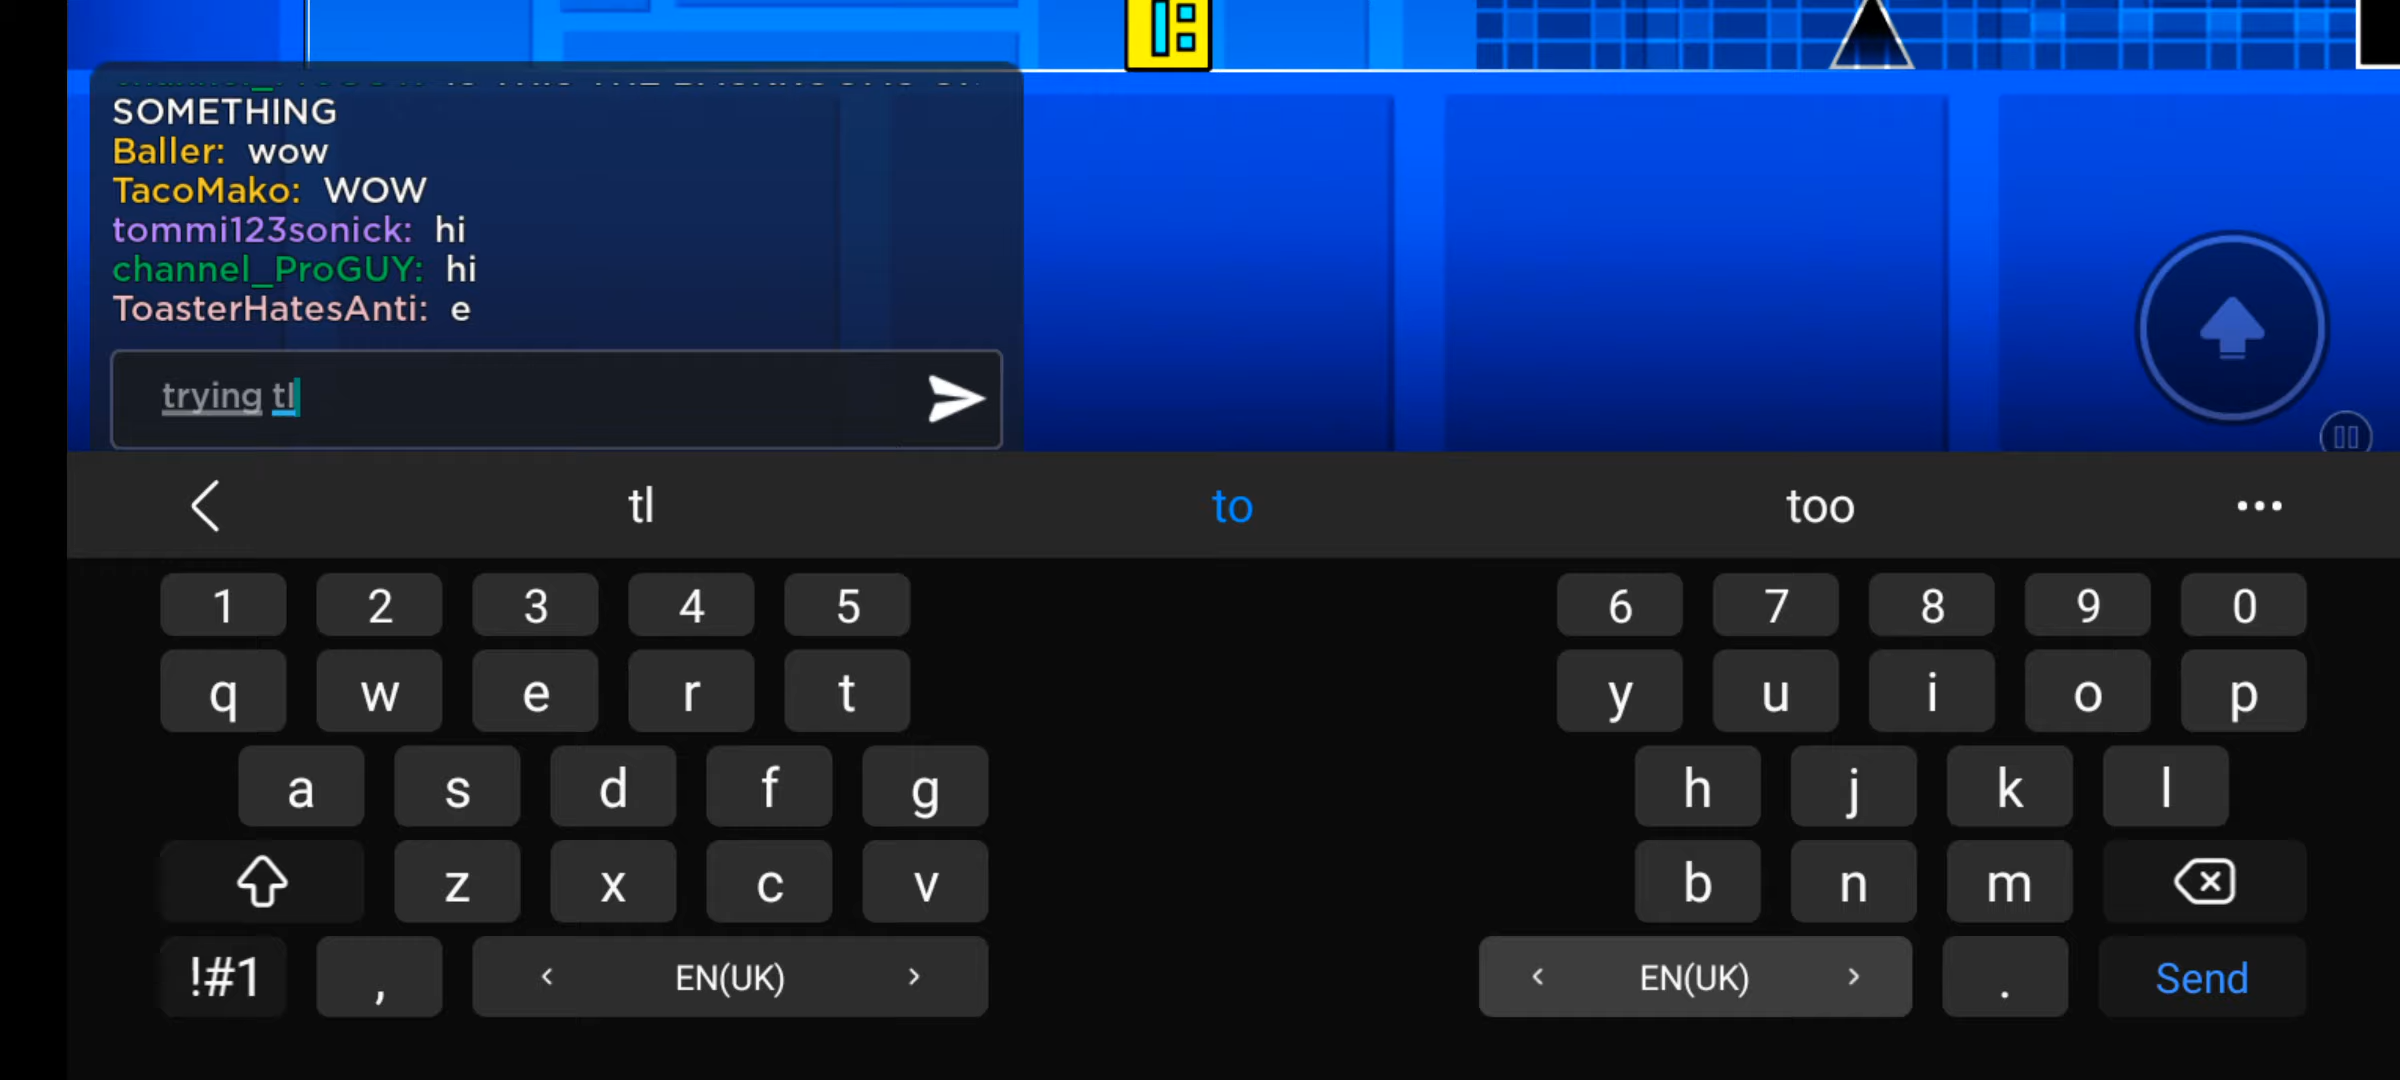 SOMETHING
Baller: wow
TacoMako: WOW
tommi123sonick: hi
channel_ProGUY: hi
ToasterHatesAnti: e
trying tl
tl to too
1 2 3 4 5 6 7 8 9 0
q w e r t y u i o p
a s d f g h j k l
z x c v b n m
!#1 , EN(UK) EN(UK) . Send